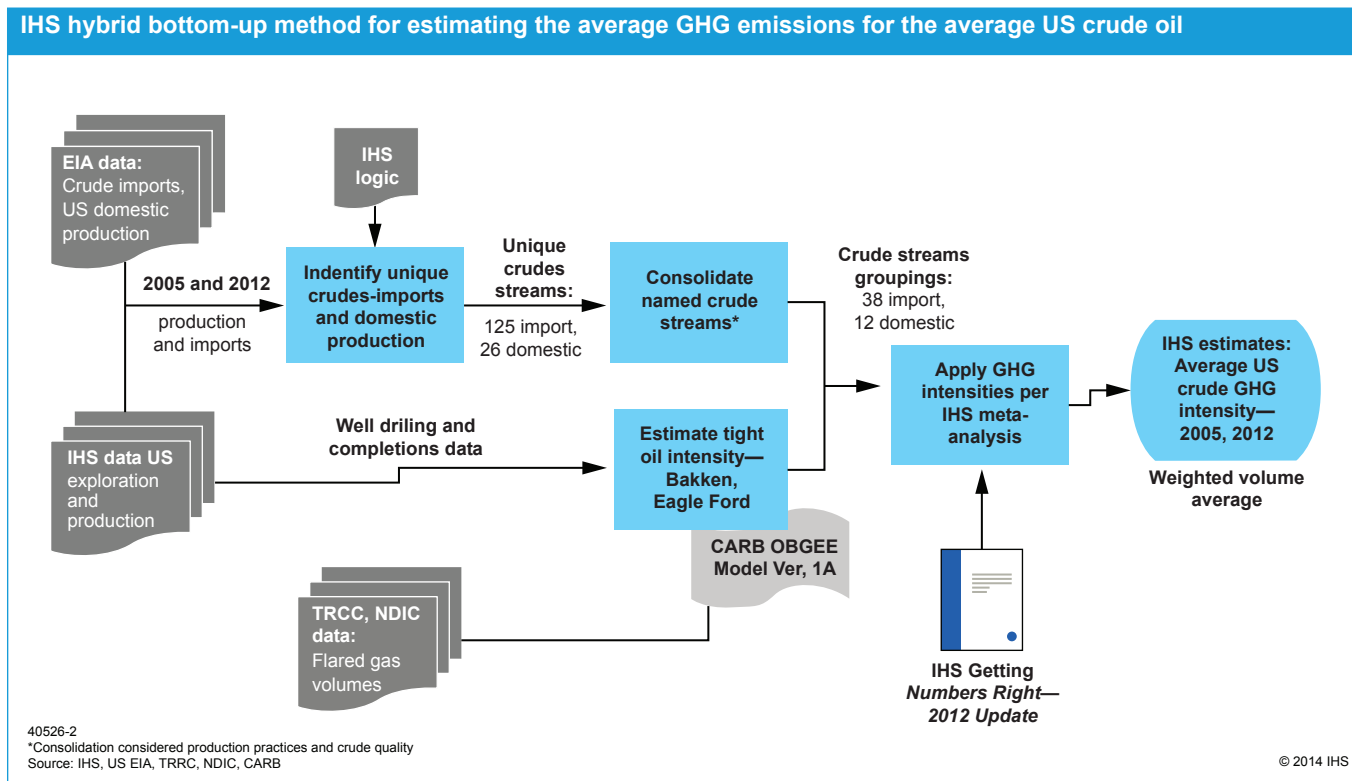 IHS hybrid bottom-up method for estimating the average GHG emissions for the average US crude oil
EIA data:
Crude imports,
US domestic
production
IHS
logic
2005 and 2012
production
and imports
Indentify unique
crudes-imports
and domestic
production
Unique
crudes
streams:
125 import,
26 domestic
Consolidate
named crude
streams*
Crude streams
groupings:
38 import,
12 domestic
Apply GHG
intensities per
IHS meta-
analysis
IHS estimates:
Average US
crude GHG
intensity—
2005, 2012
Weighted volume
average
IHS data US
exploration
and
production
Well driling and
completions data
Estimate tight
oil intensity—
Bakken,
Eagle Ford
CARB OBGEE
Model Ver, 1A
TRCC, NDIC
data:
Flared gas
volumes
IHS Getting
Numbers Right—
2012 Update
40526-2
*Consolidation considered production practices and crude quality
Source: IHS, US EIA, TRRC, NDIC, CARB
© 2014 IHS